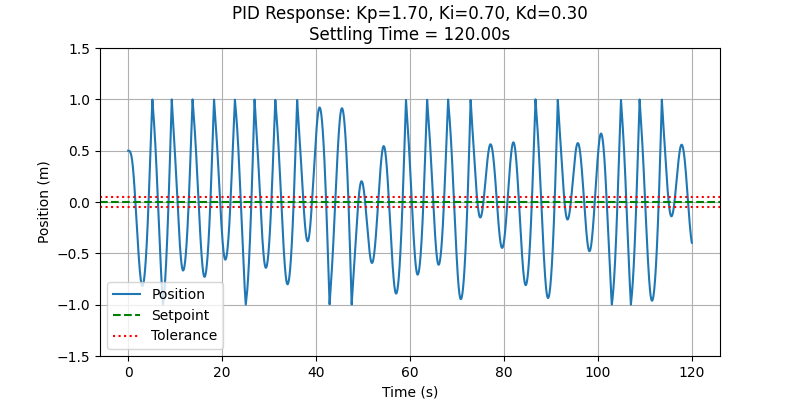 PID Response: Kp=1.70, Ki=0.70, Kd=0.30
Settling Time = 120.00s
1.5
1.0
0.5
0.0
−0.5
−1.0
−1.5
Position (m)
Position
Setpoint
Tolerance
0
20
40
60
80
100
120
Time (s)